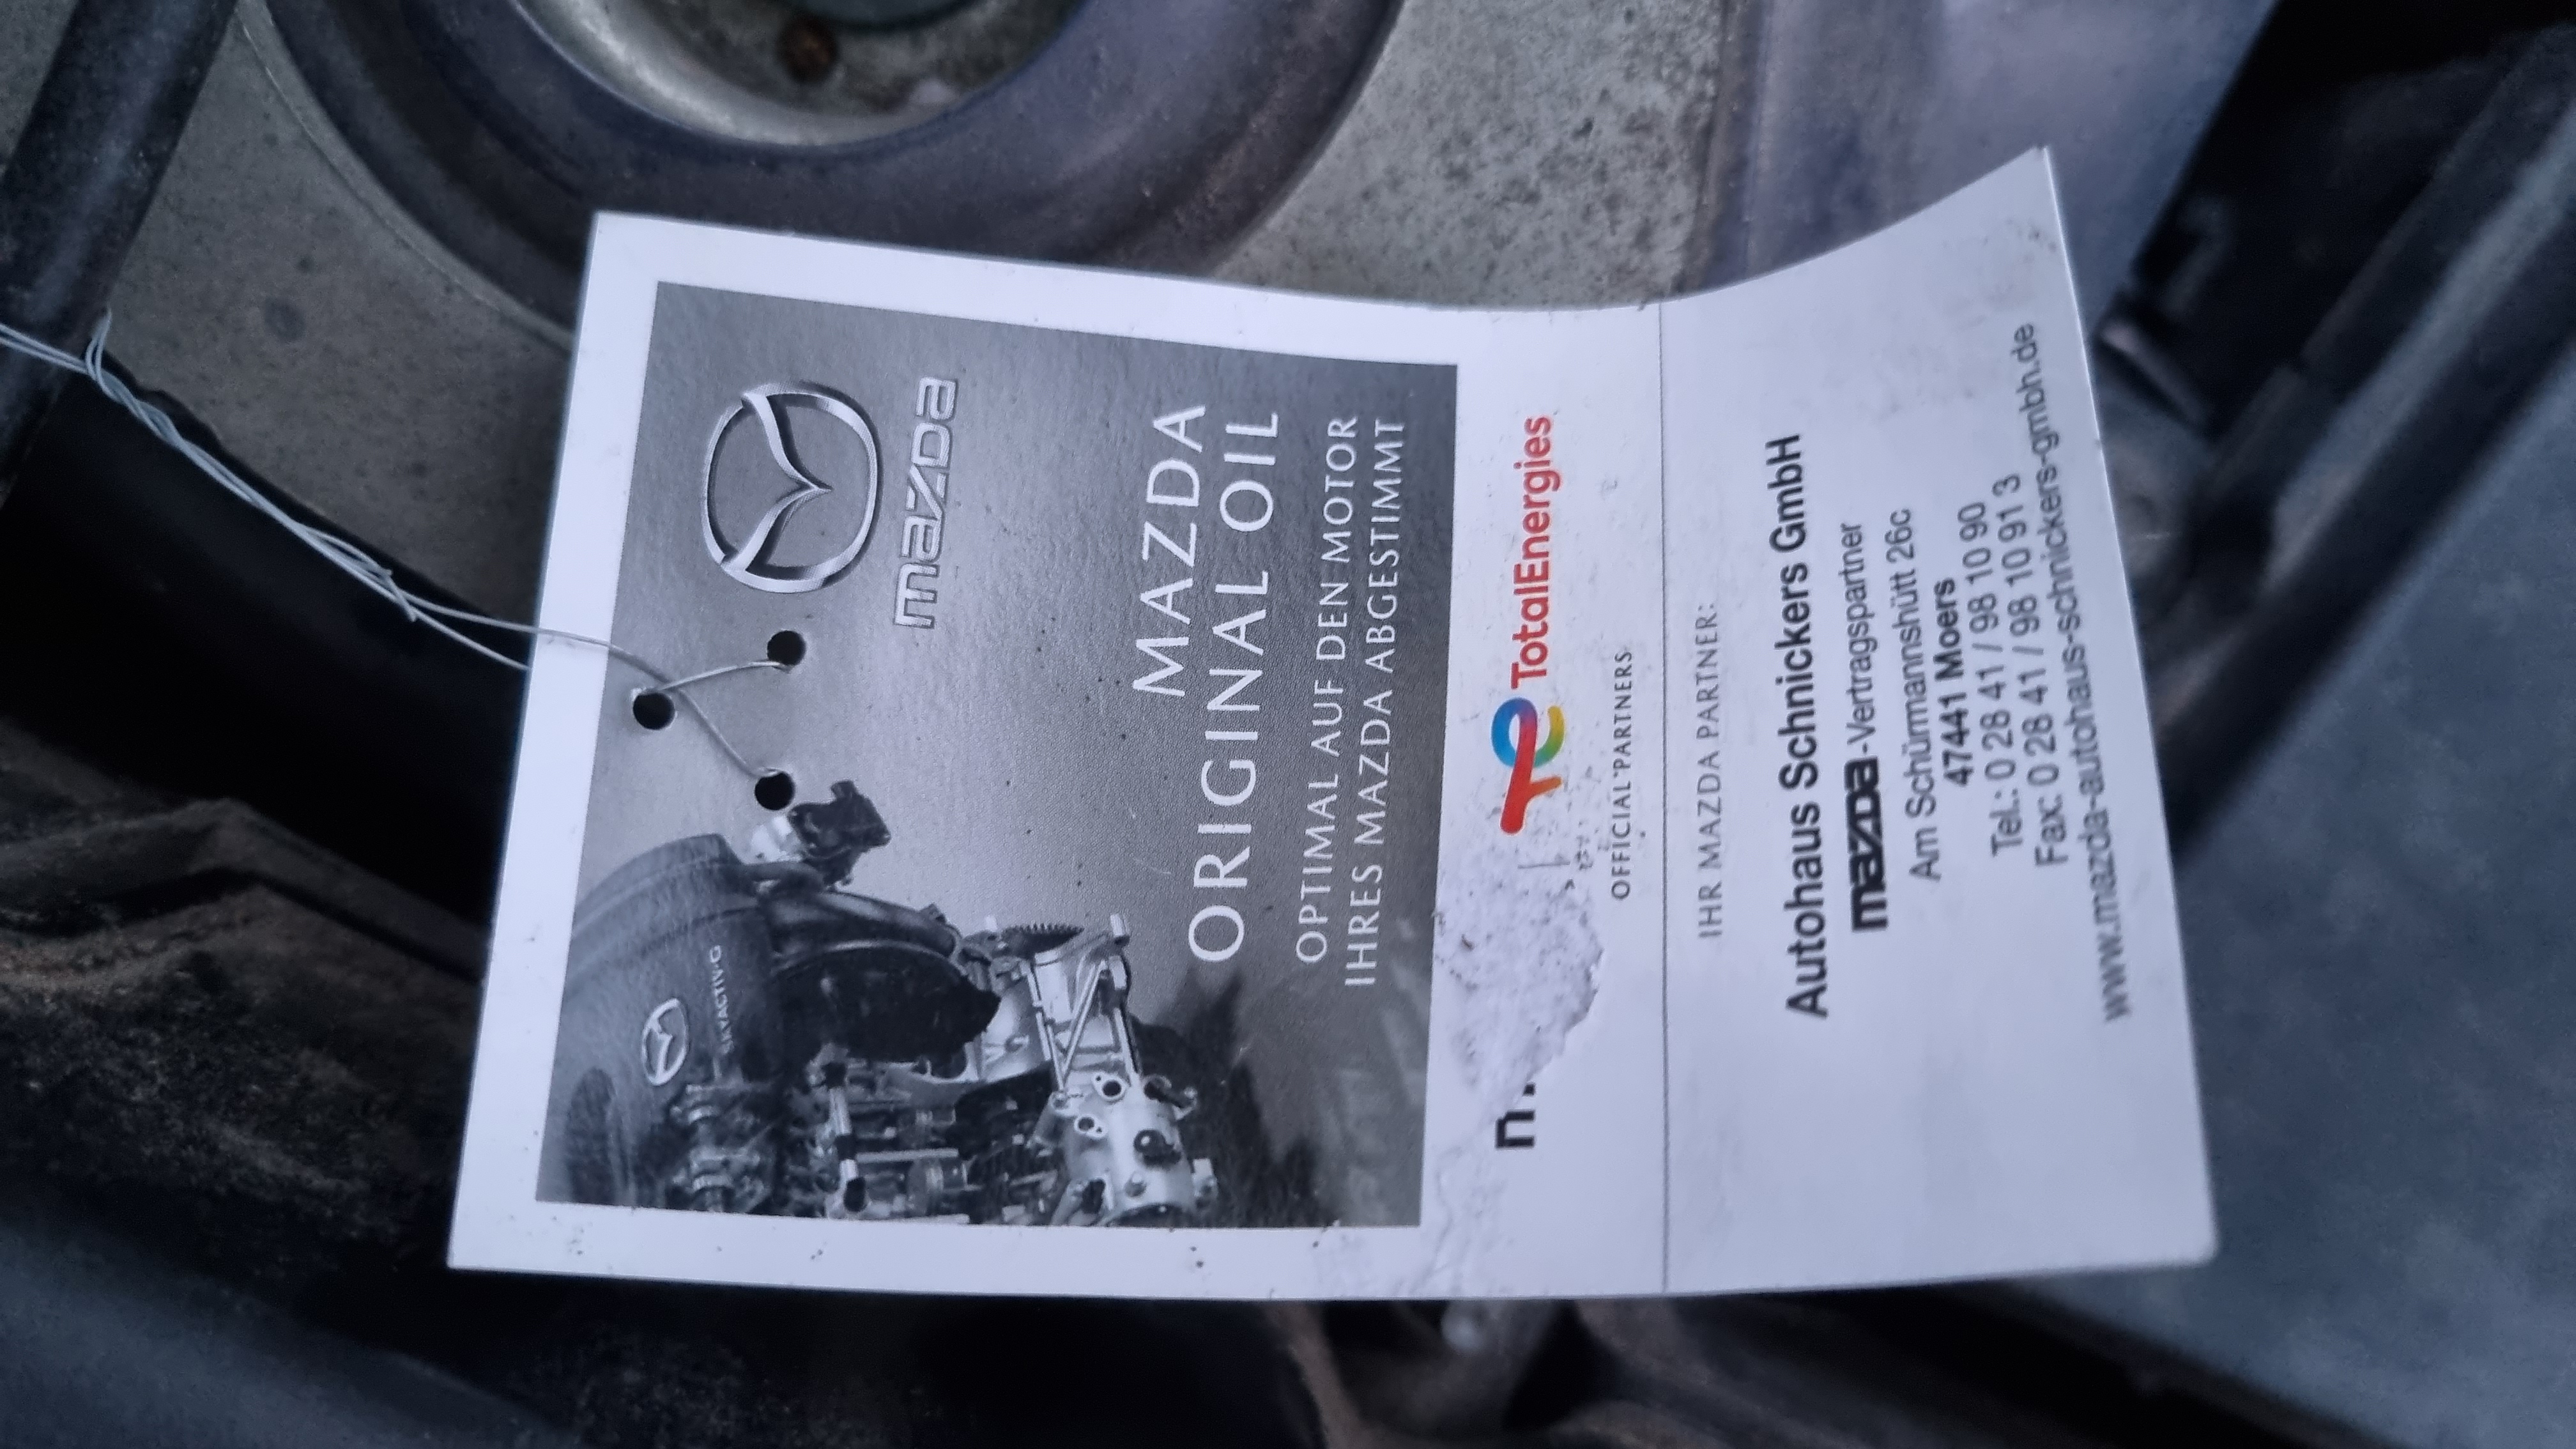 mazda
MAZDA
ORIGINAL OIL
OPTIMAL AUF DEN MOTOR
IHRES MAZDA ABGESTIMMT
SKYACTIV-G
TotalEnergies
OFFICIAL PARTNERS
IHR MAZDA PARTNER:
Autohaus Schnickers GmbH
mazda-Vertragspartner
Am Schürmannshütt 26c
47441 Moers
Tel.: 0 28 41 / 98 10 90
Fax: 0 28 41 / 98 10 91 3
www.mazda-autohaus-schnickers-gmbh.de